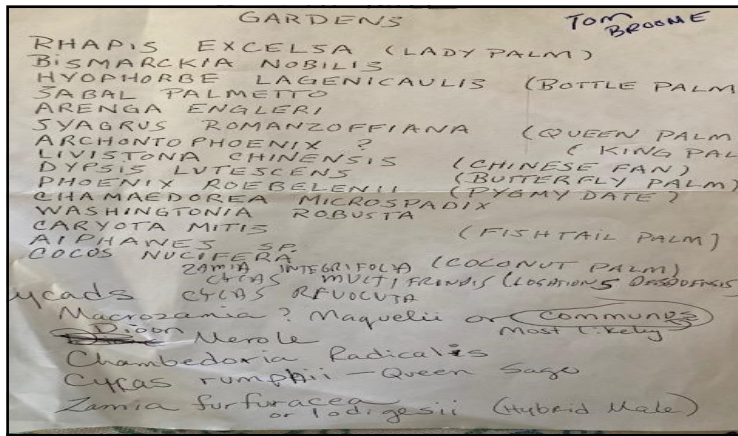 GARDENS
TOM BROOME
RHAPIS EXCELSA (LADY PALM)
BISMARCKIA NOBILIS
HYOPHORBE LAGENICAULIS (BOTTLE PALM
SABAL PALMETTO
ARENGA ENGLERI
SYAGRUS ROMANZOFFIANA (QUEEN PALM
ARCHONTOPHOENIX ? (KING PAL
LIVISTONA CHINENSIS (CHINESE FAN)
DYPSIS LUTESCENS (BUTTERFLY PALM)
PHOENIX ROEBELENII (PYGMY DATE)
CHAMAEDOREA MICROSPADIX
WASHINGTONIA ROBUSTA
CARYOTA MITIS (FISHTAIL PALM)
AIPHANES SP.
COCOS NUCIFERA (COCONUT PALM)
ZAMIA INTEGRIFOLIA
CYCAS MULTIFRONDIS (LOCATIONS
ycads CYCAS REVOLUTA
Macrozamia ? Maquelii or Communis
Most Likely
Dioon Merole
Chambedoria Radicalis
Cycas rumphii - Queen Sago
Zamia furfuracea
or lodigesii (Hybrid Male)